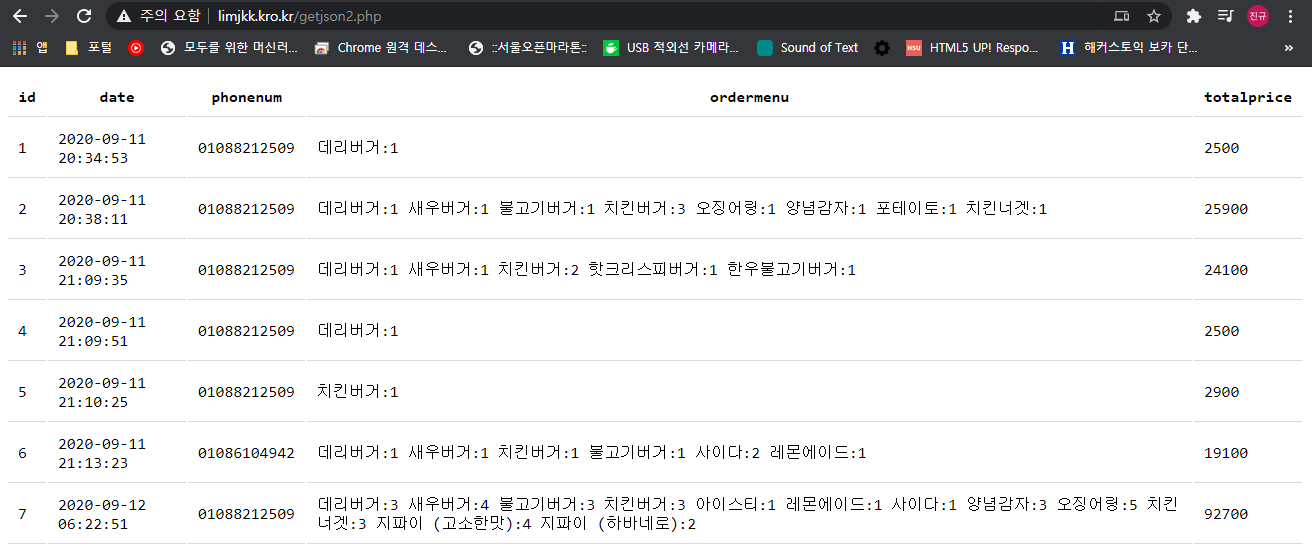 주의 요함 limjkk.kro.kr/getjson2.php 진규
앱 포털 모두를 위한 머신러... Chrome 원격 데스... ::서울오픈마라톤:: USB 적외선 카메라... Sound of Text HSU HTML5 UP! Respo... H 해커스토익 보카 단... »
id date phonenum ordermenu totalprice
1 2020-09-11 20:34:53 01088212509 데리버거:1 2500
2 2020-09-11 20:38:11 01088212509 데리버거:1 새우버거:1 불고기버거:1 치킨버거:3 오징어링:1 양념감자:1 포테이토:1 치킨너겟:1 25900
3 2020-09-11 21:09:35 01088212509 데리버거:1 새우버거:1 치킨버거:2 핫크리스피버거:1 한우불고기버거:1 24100
4 2020-09-11 21:09:51 01088212509 데리버거:1 2500
5 2020-09-11 21:10:25 01088212509 치킨버거:1 2900
6 2020-09-11 21:13:23 01086104942 데리버거:1 새우버거:1 치킨버거:1 불고기버거:1 사이다:2 레몬에이드:1 19100
7 2020-09-12 06:22:51 01088212509 데리버거:3 새우버거:4 불고기버거:3 치킨버거:3 아이스티:1 레몬에이드:1 사이다:1 양념감자:3 오징어링:5 치킨
너겟:3 지파이 (고소한맛):4 지파이 (하바네로):2 92700